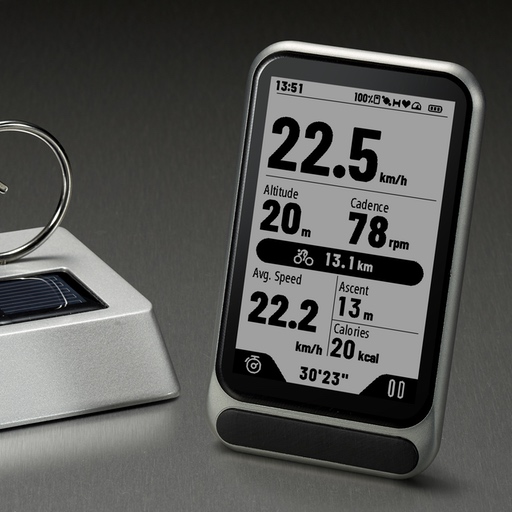 13:51 100%
22.5 km/h
Altitude Cadence
20 m 78 rpm
13.1 km
Avg. Speed Ascent
22.2 km/h 13 m
Calories
20 kcal
30'23"